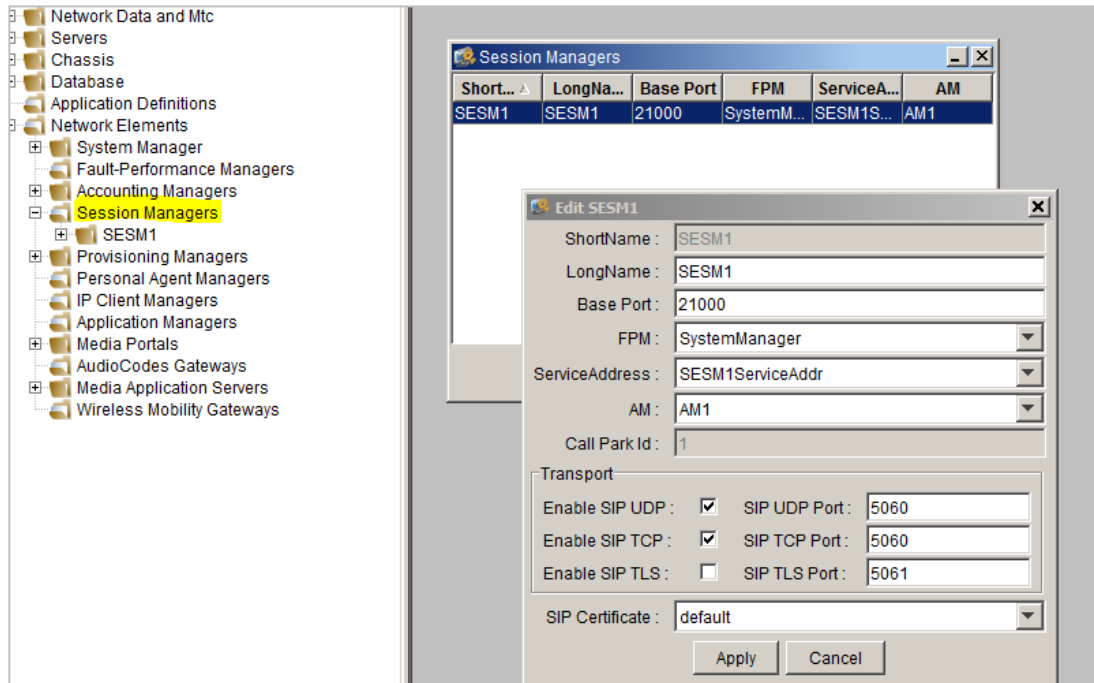 Network Data and Mtc
Servers
Chassis
Database
Application Definitions
Network Elements
System Manager
Fault-Performance Managers
Accounting Managers
Session Managers
SESM1
Provisioning Managers
Personal Agent Managers
IP Client Managers
Application Managers
Media Portals
AudioCodes Gateways
Media Application Servers
Wireless Mobility Gateways
Session Managers
Short... LongNa... Base Port FPM ServiceA... AM
SESM1 SESM1 21000 SystemM... SESM1S... AM1
Edit SESM1
ShortName : SESM1
LongName : SESM1
Base Port : 21000
FPM : SystemManager
ServiceAddress : SESM1ServiceAddr
AM : AM1
Call Park Id : 1
Transport
Enable SIP UDP : SIP UDP Port : 5060
Enable SIP TCP : SIP TCP Port : 5060
Enable SIP TLS : SIP TLS Port : 5061
SIP Certificate : default
Apply Cancel